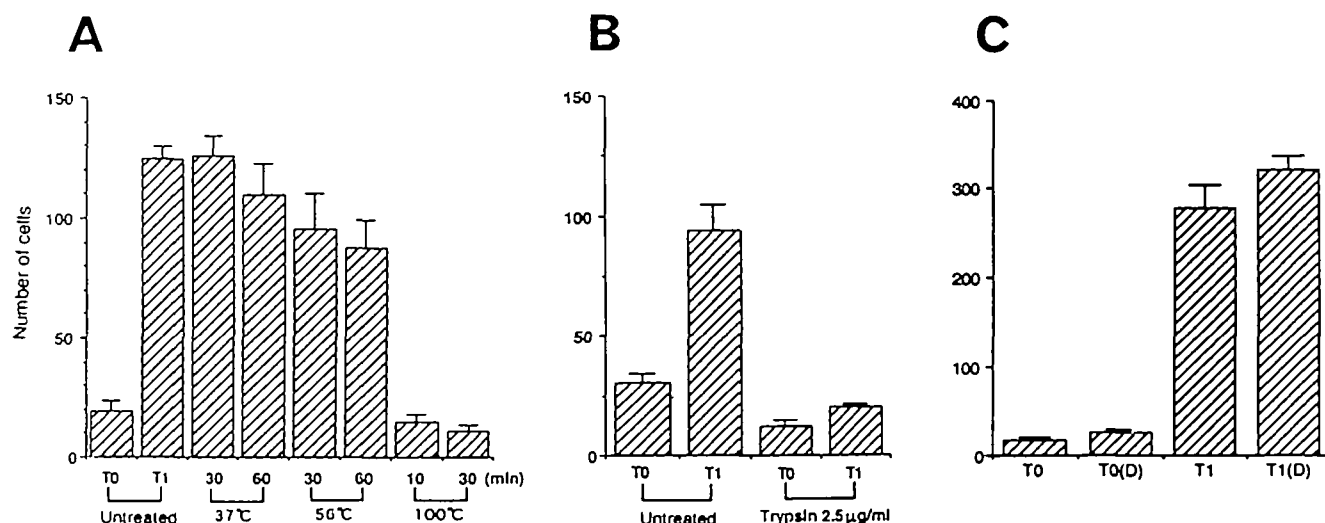 A
B
C
Number of cells
150
100
50
0
T0 T1 30 60 30 60 10 30 (min)
Untreated 37℃ 56℃ 100℃
150
100
50
0
T0 T1 T0 T1
Untreated Trypsin 2.5μg/ml
400
300
200
100
0
T0 T0(D) T1 T1(D)